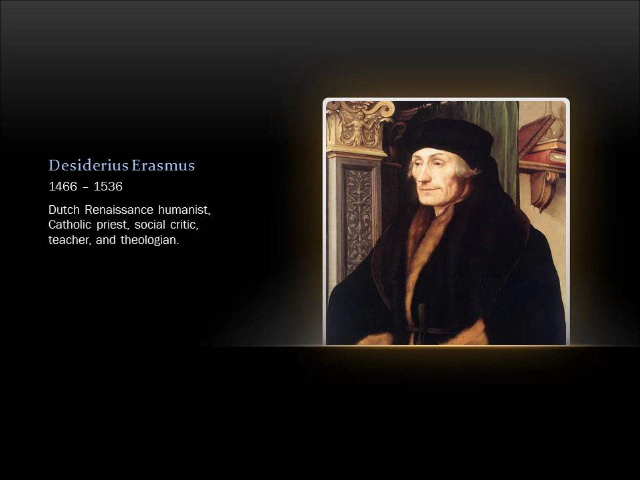 Desiderius Erasmus
1466 – 1536
Dutch Renaissance humanist,
Catholic priest, social critic,
teacher, and theologian.